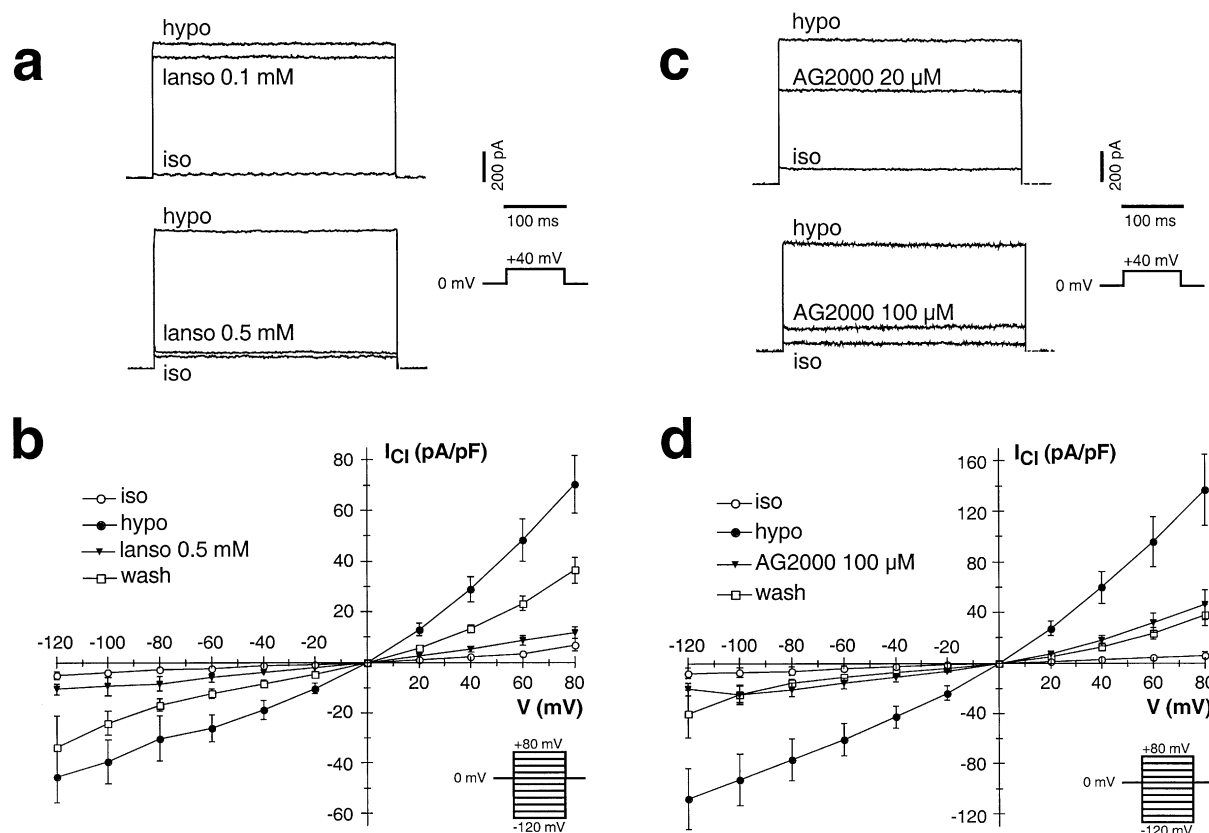 a
hypo
lanso 0.1 mM
iso
200 pA
100 ms
hypo
lanso 0.5 mM
iso
+40 mV
0 mV
c
hypo
AG2000 20 µM
iso
200 pA
100 ms
hypo
AG2000 100 µM
iso
+40 mV
0 mV
b
ICl (pA/pF)
iso
hypo
lanso 0.5 mM
wash
80
60
40
20
-120 -100 -80 -60 -40 -20
20 40 60 80
V (mV)
-20
-40
-60
+80 mV
0 mV
-120 mV
d
ICl (pA/pF)
iso
hypo
AG2000 100 µM
wash
160
120
80
40
-120 -100 -80 -60 -40 -20
20 40 60 80
V (mV)
-40
-80
-120
+80 mV
0 mV
-120 mV